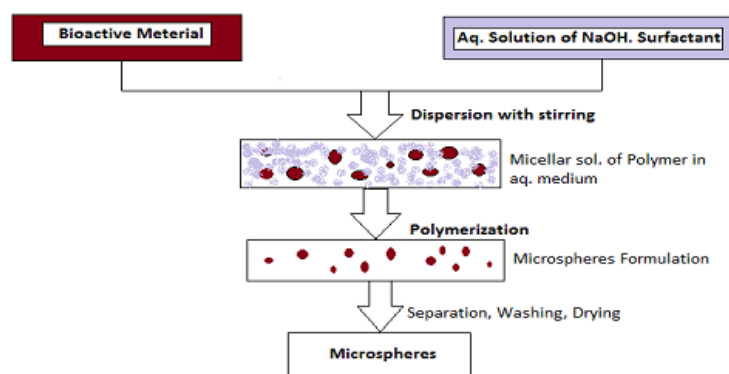 Bioactive Meterial
Aq. Solution of NaOH. Surfactant
Dispersion with stirring
Micellar sol. of Polymer in
aq. medium
Polymerization
Microspheres Formulation
Separation, Washing, Drying
Microspheres